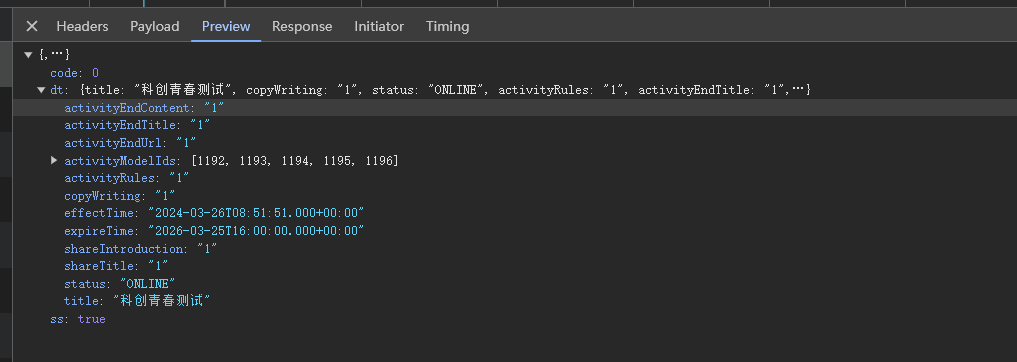 Headers Payload Preview Response Initiator Timing
{,…}
code: 0
dt: {title: "科创青春测试", copyWriting: "1", status: "ONLINE", activityRules: "1", activityEndTitle: "1",…}
activityEndContent: "1"
activityEndTitle: "1"
activityEndUrl: "1"
activityModelIds: [1192, 1193, 1194, 1195, 1196]
activityRules: "1"
copyWriting: "1"
effectTime: "2024-03-26T08:51:51.000+00:00"
expireTime: "2026-03-25T16:00:00.000+00:00"
shareIntroduction: "1"
shareTitle: "1"
status: "ONLINE"
title: "科创青春测试"
ss: true